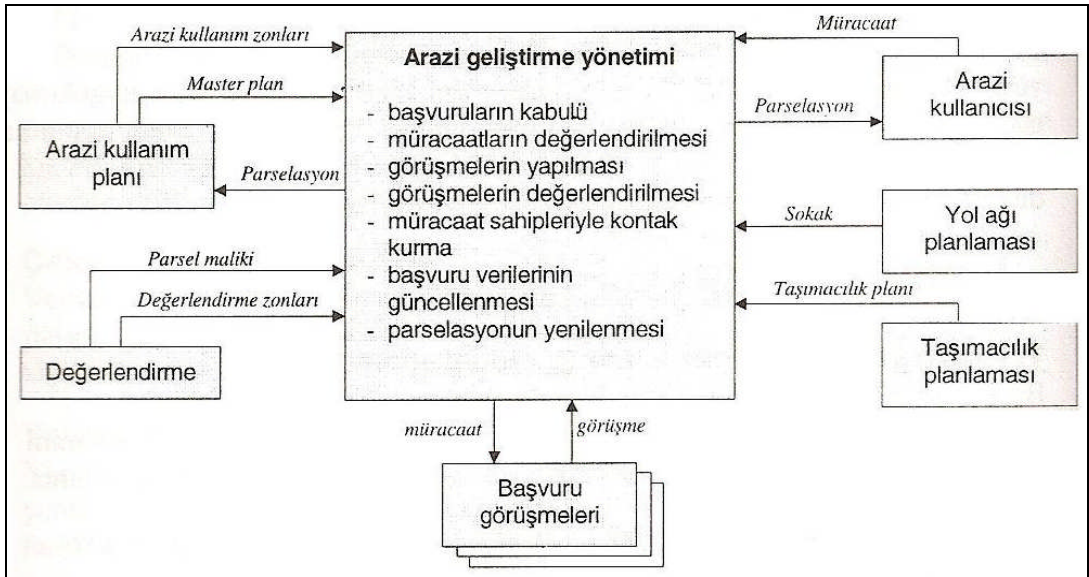 Arazi kullanım zonları
Master plan
Arazi kullanım
planı
Parselasyon
Parsel maliki
Değerlendirme zonları
Değerlendirme
Arazi geliştirme yönetimi
- başvuruların kabulü
- müracaatların değerlendirilmesi
- görüşmelerin yapılması
- görüşmelerin değerlendirilmesi
- müracaat sahipleriyle kontak
kurma
- başvuru verilerinin
güncellenmesi
- parselasyonun yenilenmesi
Müracaat
Arazi
kullanıcısı
Parselasyon
Sokak
Yol ağı
planlaması
Taşımacılık planı
Taşımacılık
planlaması
müracaat
görüşme
Başvuru
görüşmeleri